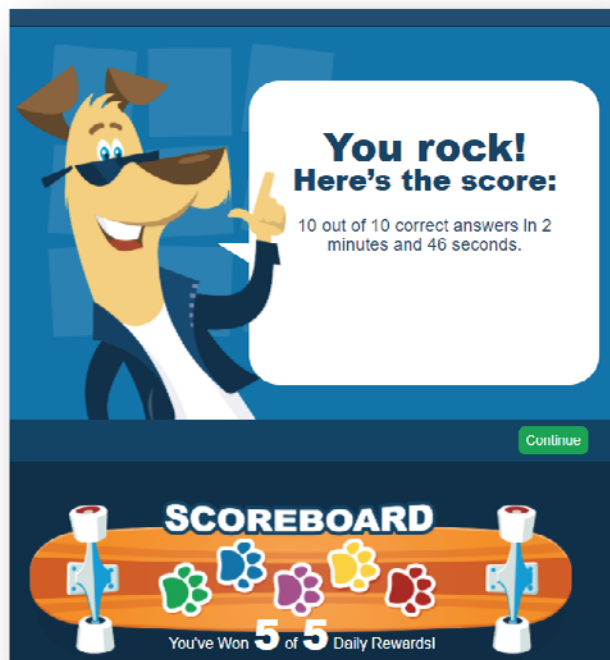 You rock!
Here's the score:
10 out of 10 correct answers in 2
minutes and 46 seconds.
Continue
SCOREBOARD
You've Won 5 of 5 Daily Rewards!